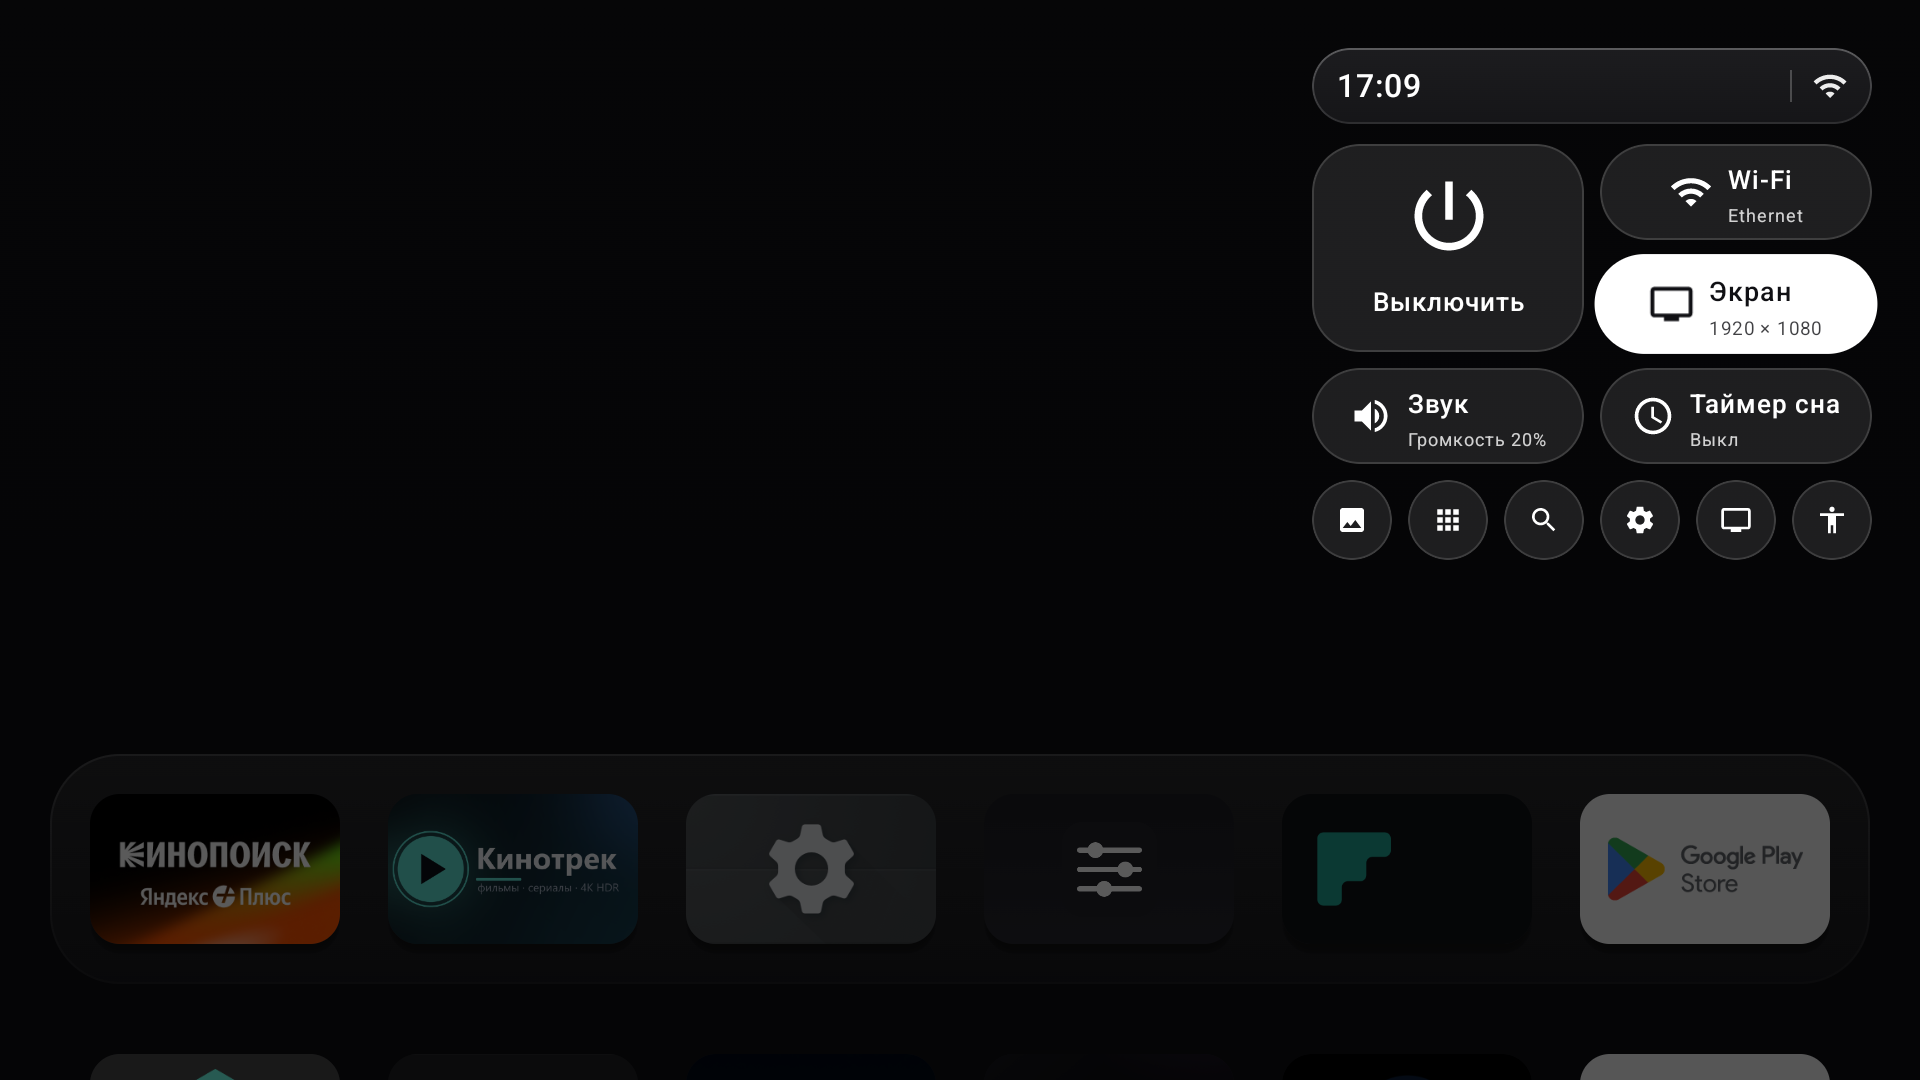 17:09
Выключить
Wi-Fi
Ethernet
Экран
1920 × 1080
Звук
Громкость 20%
Таймер сна
Выкл
КИНОПОИСК
Яндекс Плюс
Кинотрек
фильмы · сериалы · 4K HDR
Google Play
Store